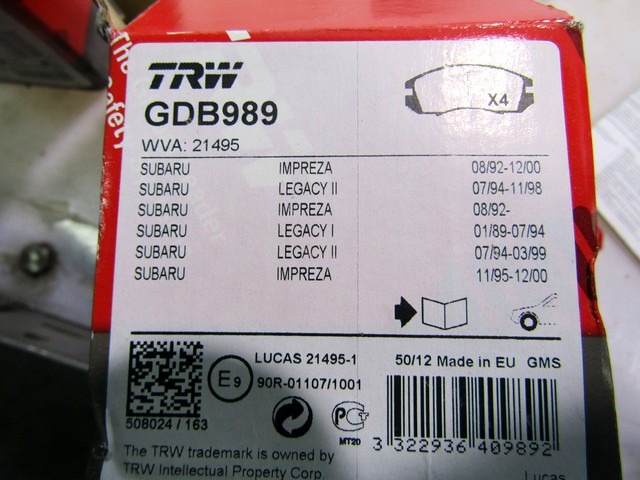 TRW
GDB989
X4
WVA: 21495
SUBARU IMPREZA 08/92-12/00
SUBARU LEGACY II 07/94-11/98
SUBARU IMPREZA 08/92-
SUBARU LEGACY I 01/89-07/94
SUBARU LEGACY II 07/94-03/99
SUBARU IMPREZA 11/95-12/00
LUCAS 21495-1 50/12 Made in EU GMS
E9 90R-01107/1001
508024 / 163
MT20
3 322936 409892
The TRW trademark is owned by
TRW Intellectual Property Corp.
Lucas
The
Safety